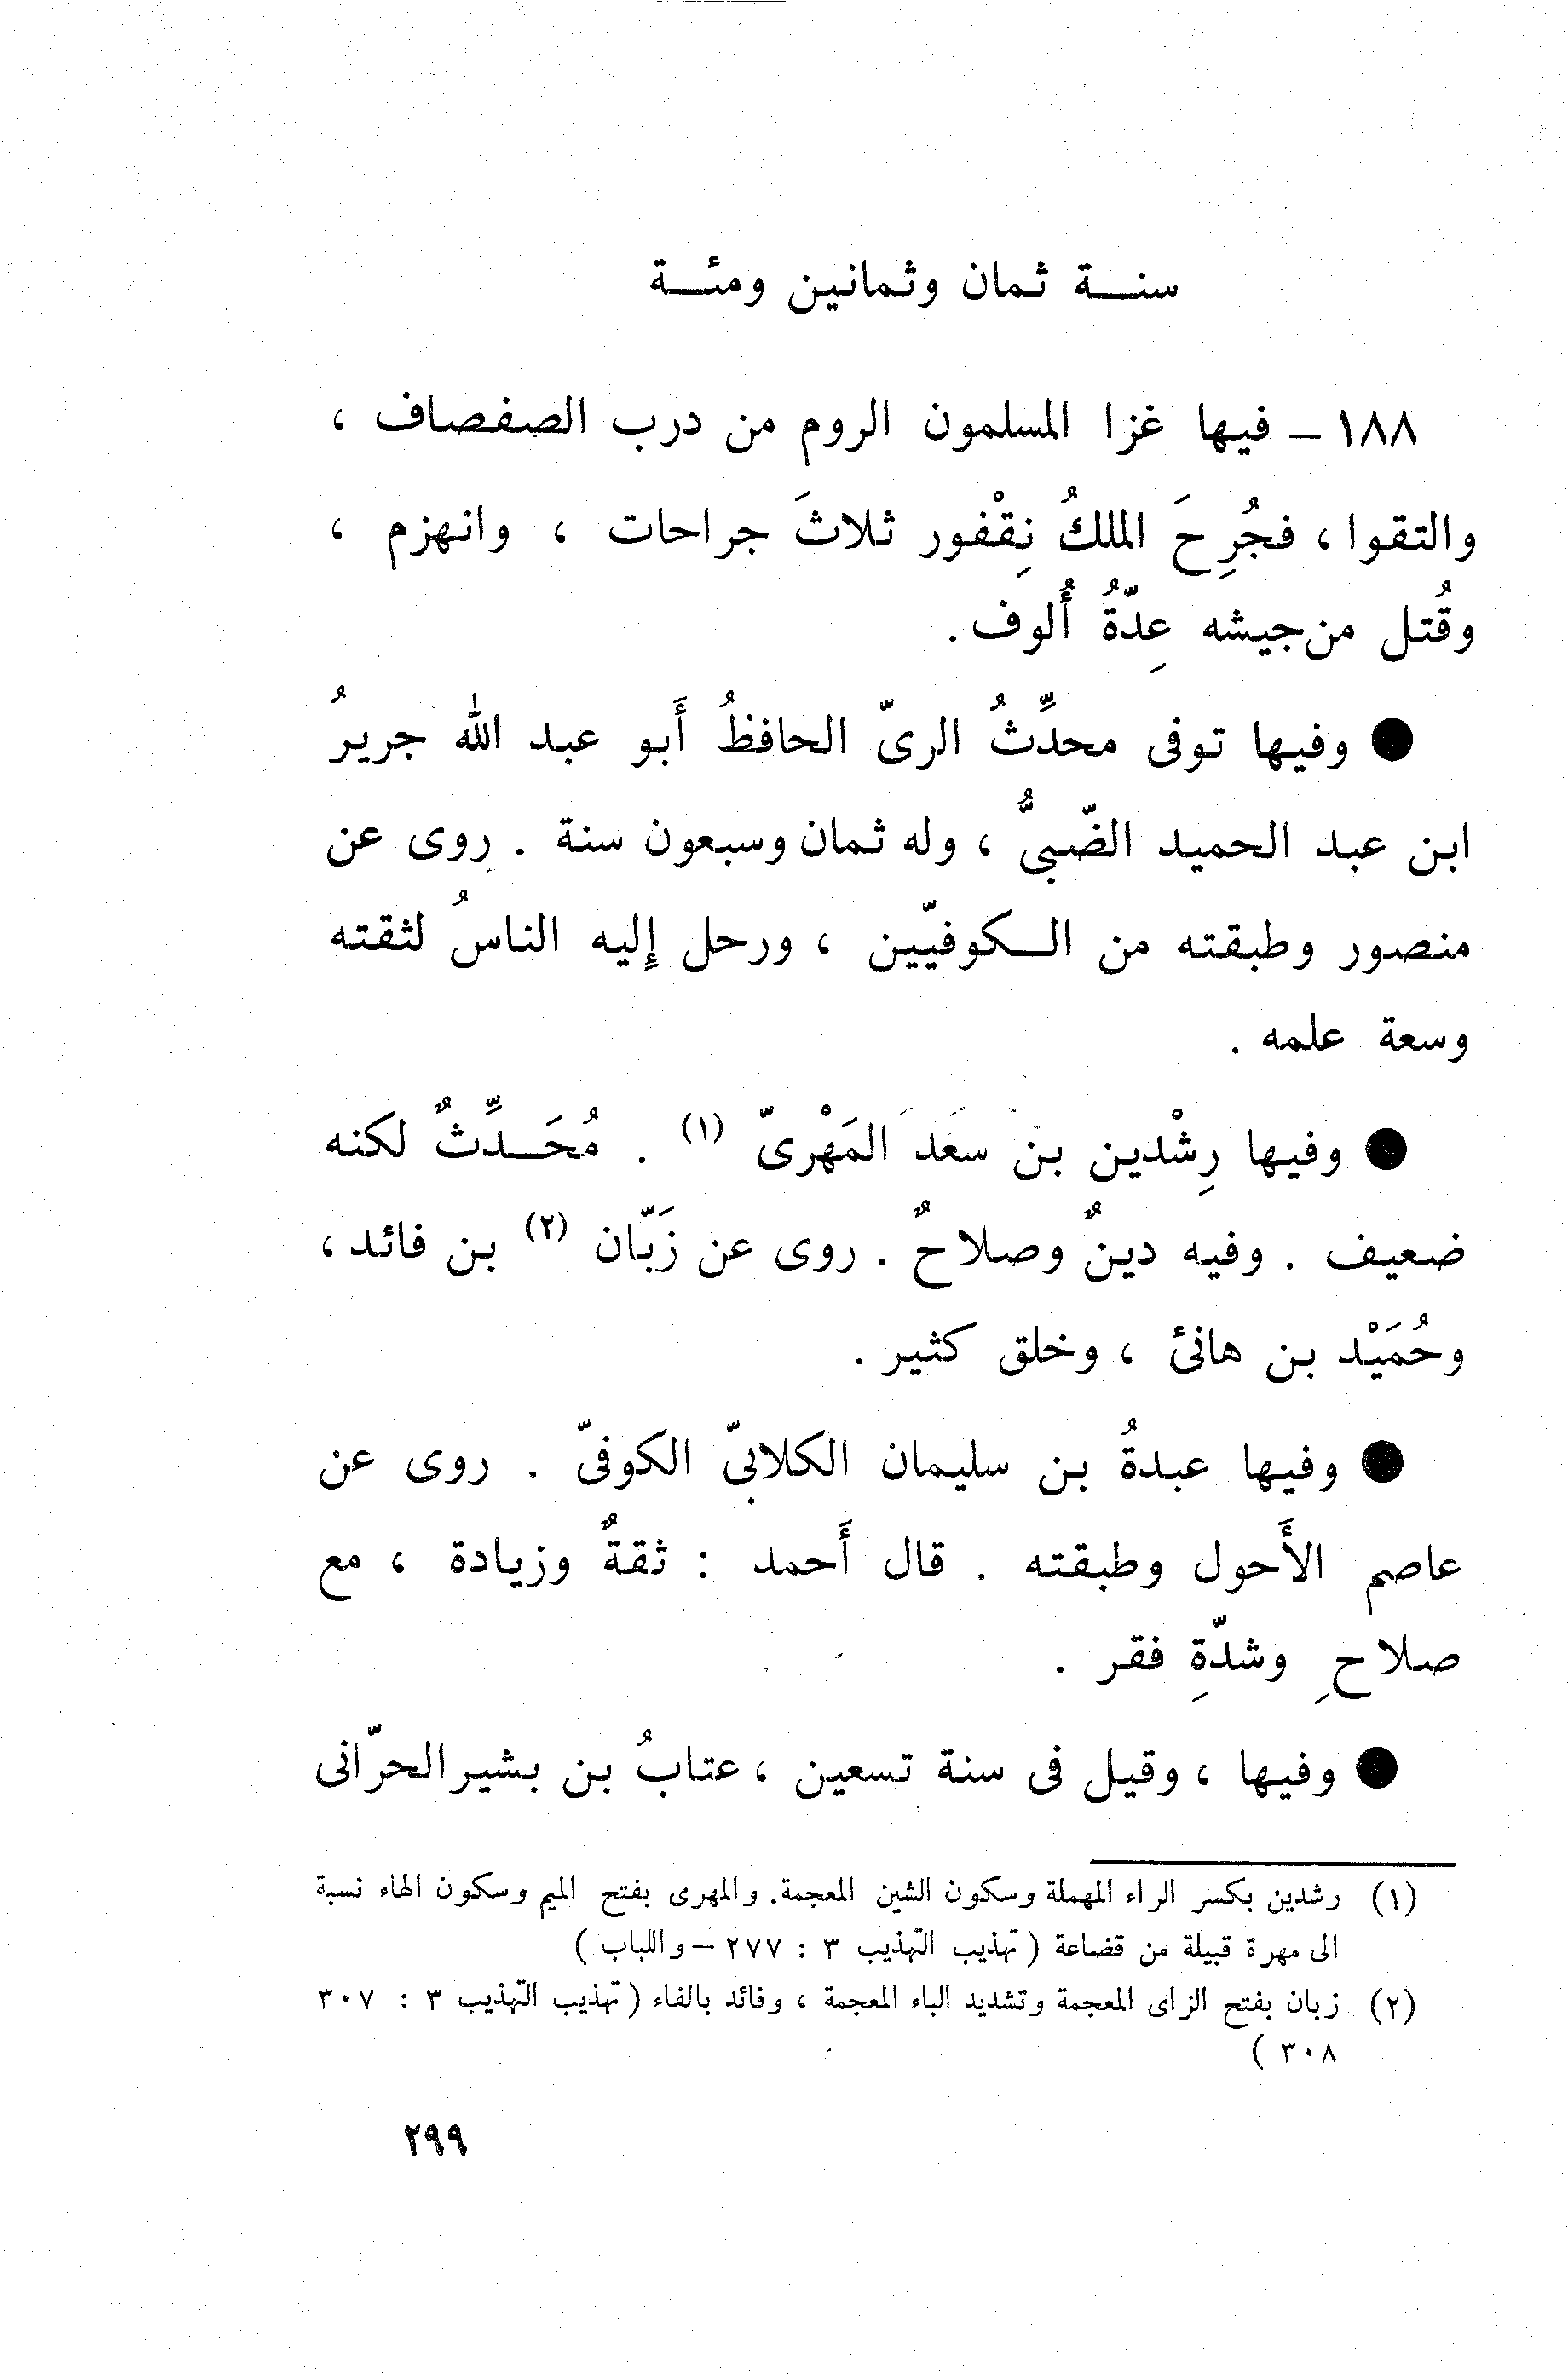 سنة ثمان وثمانين ومئة
١٨٨ – فيها غزا المسلمون الروم من درب الصفصاف ،
والتقوا ، فجُرِحَ الملكُ نِقْفور ثلاثَ جراحات ، وانهزم ،
وقُتل من جيشه عِدّةُ أُلوف .
● وفيها توفى محدِّثُ الرىّ الحافظُ أَبو عبد الله جريرُ
ابن عبد الحميد الضّبىُّ ، وله ثمان وسبعون سنة . روى عن
منصور وطبقته من الكوفيّين ، ورحل إِليه الناسُ لثقته
وسعة علمه .
● وفيها رِشْدين بن سعَد المَهْرىّ (١) . مُحَدِّثٌ لكنه
ضعيف . وفيه دينٌ وصلاحٌ . روى عن زَبّان (٢) بن فائد ،
وحُمَيْد بن هانئ ، وخلق كثير .
● وفيها عبدةُ بن سليمان الكلابىّ الكوفىّ . روى عن
عاصم الأَحول وطبقته . قال أَحمد : ثقةٌ وزيادة ، مع
صلاحٍ وشدّةِ فقر .
● وفيها ، وقيل فى سنة تسعين ، عتابُ بن بشير الحرّانى
(١) رشدين بكسر الراء المهملة وسكون الشين المعجمة. والمهرى بفتح الميم وسكون الهاء نسبة
الى مهرة قبيلة من قضاعة ( تهذيب التهذيب ٣ : ٢٧٧ – واللباب )
(٢) زبان بفتح الزاى المعجمة وتشديد الباء المعجمة ، وفائد بالفاء ( تهذيب التهذيب ٣ : ٣٠٧
٣٠٨ )
٢٩٩